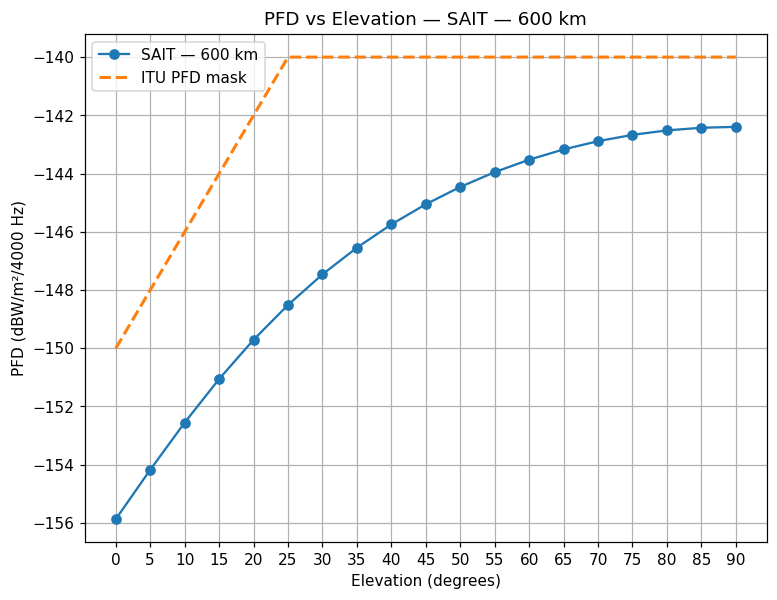 PFD vs Elevation — SAIT — 600 km
SAIT — 600 km
ITU PFD mask
PFD (dBW/m²/4000 Hz)
−140
−142
−144
−146
−148
−150
−152
−154
−156
0 5 10 15 20 25 30 35 40 45 50 55 60 65 70 75 80 85 90
Elevation (degrees)